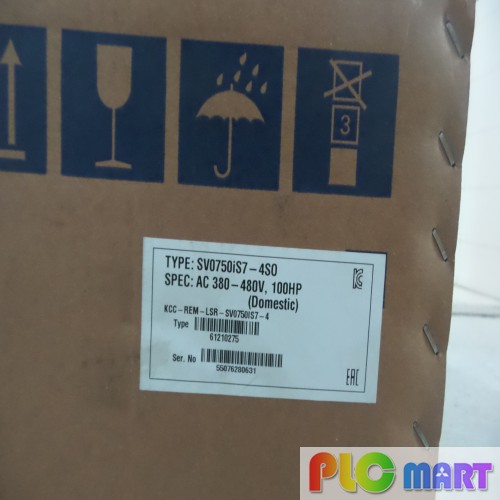 3
TYPE: SV0750iS7-4SO
SPEC: AC 380-480V, 100HP
(Domestic)
KCC-REM-LSR-SV0750IS7-4
Type
61210275
Ser. No
55076280631
EAC
PLC MART